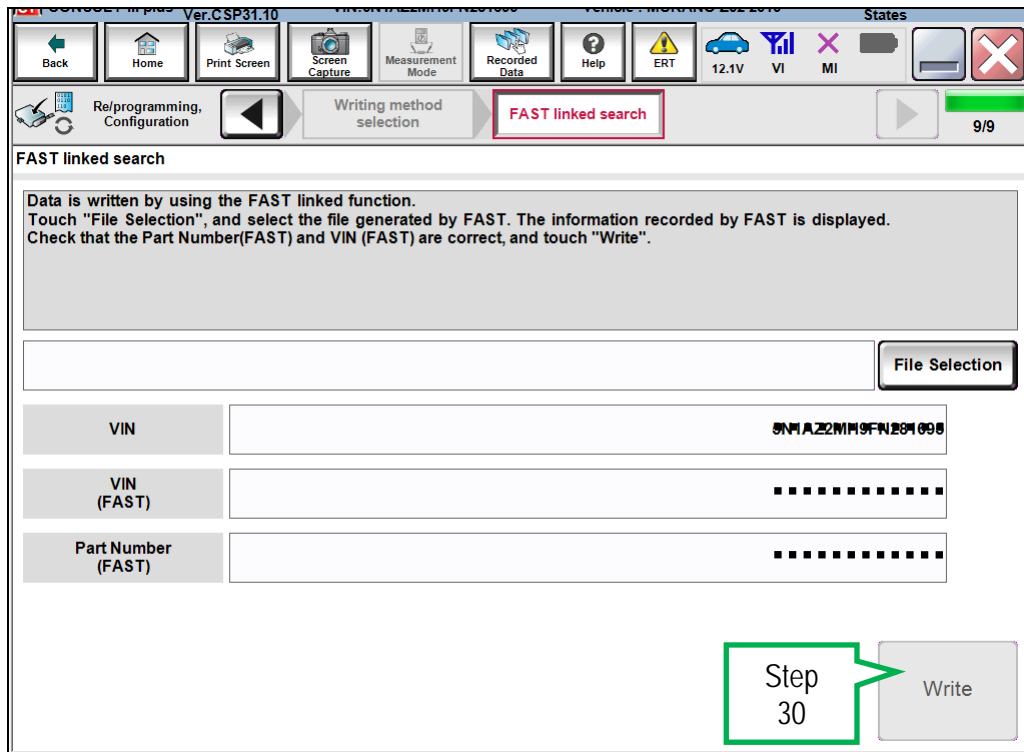 Ver.CSP31.10
States
Back
Home
Print Screen
Screen
Capture
Measurement
Mode
Recorded
Data
Help
ERT
12.1V
VI
MI
Re/programming,
Configuration
Writing method
selection
FAST linked search
9/9
FAST linked search
Data is written by using the FAST linked function.
Touch "File Selection", and select the file generated by FAST. The information recorded by FAST is displayed.
Check that the Part Number(FAST) and VIN (FAST) are correct, and touch "Write".
File Selection
VIN
VIN
(FAST)
Part Number
(FAST)
Step
30
Write